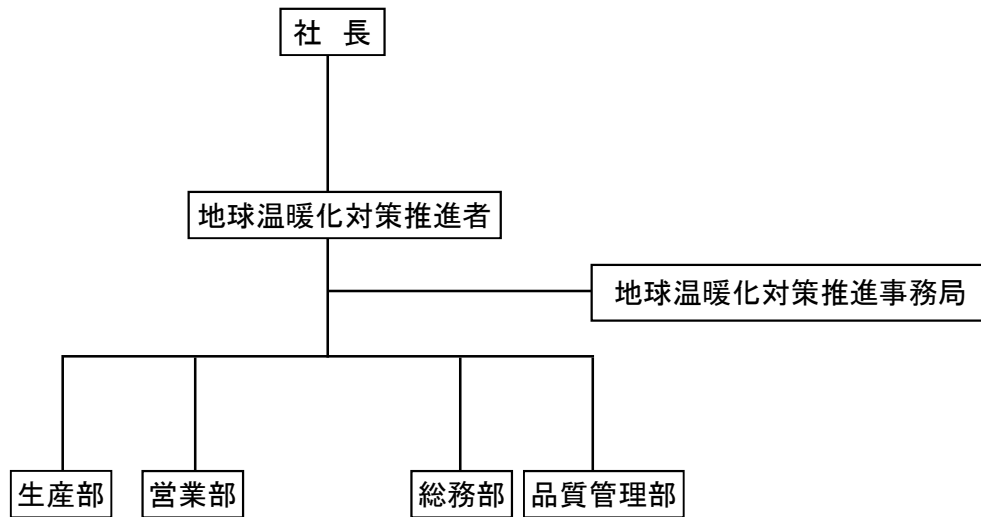 社 長
地球温暖化対策推進者
地球温暖化対策推進事務局
生産部
営業部
総務部
品質管理部